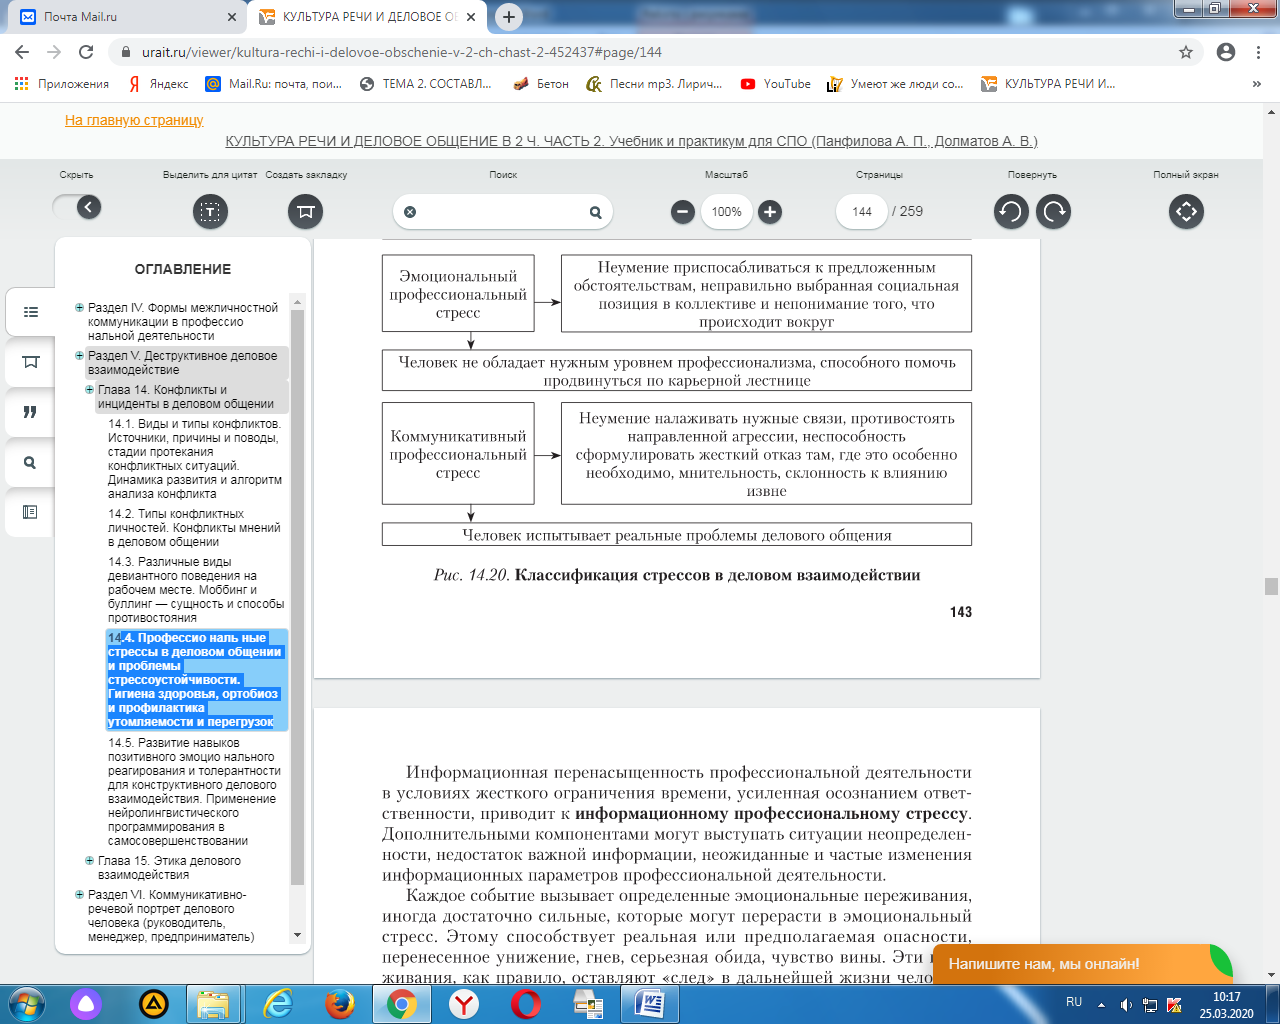 Почта Mail.ru
КУЛЬТУРА РЕЧИ И ДЕЛОВОЕ ОБ
urait.ru/viewer/kultura-rechi-i-delovoe-obschenie-v-2-ch-chast-2-452437#page/144
Приложения
Яндекс
Mail.Ru: почта, пои...
ТЕМА 2. СОСТАВЛ...
Бетон
Песни mp3. Лирич...
YouTube
Умеют же люди со...
КУЛЬТУРА РЕЧИ И...
»
На главную страницу
КУЛЬТУРА РЕЧИ И ДЕЛОВОЕ ОБЩЕНИЕ В 2 Ч. ЧАСТЬ 2. Учебник и практикум для СПО (Панфилова А. П., Долматов А. В.)
Скрыть
Выделить для цитат
Создать закладку
Поиск
Масштаб
Страницы
Повернуть
Полный экран
100%
144 / 259
ОГЛАВЛЕНИЕ
Раздел IV. Формы межличностной
коммуникации в профессио
нальной деятельности
Раздел V. Деструктивное деловое
взаимодействие
Глава 14. Конфликты и
инциденты в деловом общении
14.1. Виды и типы конфликтов.
Источники, причины и поводы,
стадии протекания
конфликтных ситуаций.
Динамика развития и алгоритм
анализа конфликта
14.2. Типы конфликтных
личностей. Конфликты мнений
в деловом общении
14.3. Различные виды
девиантного поведения на
рабочем месте. Моббинг и
буллинг — сущность и способы
противостояния
14.4. Профессио наль ные
стрессы в деловом общении
и проблемы
стрессоустойчивости.
Гигиена здоровья, ортобиоз
и профилактика
утомляемости и перегрузок
14.5. Развитие навыков
позитивного эмоцио нального
реагирования и толерантности
для конструктивного делового
взаимодействия. Применение
нейролингвистического
программирования в
самосовершенствовании
Глава 15. Этика делового
взаимодействия
Раздел VI. Коммуникативно-
речевой портрет делового
человека (руководитель,
менеджер, предприниматель)
Эмоциональный
профессиональный
стресс
Неумение приспосабливаться к предложенным
обстоятельствам, неправильно выбранная социальная
позиция в коллективе и непонимание того, что
происходит вокруг
Человек не обладает нужным уровнем профессионализма, способного помочь
продвинуться по карьерной лестнице
Коммуникативный
профессиональный
стресс
Неумение налаживать нужные связи, противостоять
направленной агрессии, неспособность
сформулировать жесткий отказ там, где это особенно
необходимо, мнительность, склонность к влиянию
извне
Человек испытывает реальные проблемы делового общения
Рис. 14.20. Классификация стрессов в деловом взаимодействии
143
Информационная перенасыщенность профессиональной деятельности
в условиях жесткого ограничения времени, усиленная осознанием ответ-
ственности, приводит к информационному профессиональному стрессу.
Дополнительными компонентами могут выступать ситуации неопределен-
ности, недостаток важной информации, неожиданные и частые изменения
информационных параметров профессиональной деятельности.
Каждое событие вызывает определенные эмоциональные переживания,
иногда достаточно сильные, которые могут перерасти в эмоциональный
стресс. Этому способствует реальная или предполагаемая опасности,
перенесенное унижение, гнев, серьезная обида, чувство вины. Эти
живания, как правило, оставляют «след» в дальнейшей жизни
Напишите нам, мы онлайн!
RU
10:17
25.03.2020